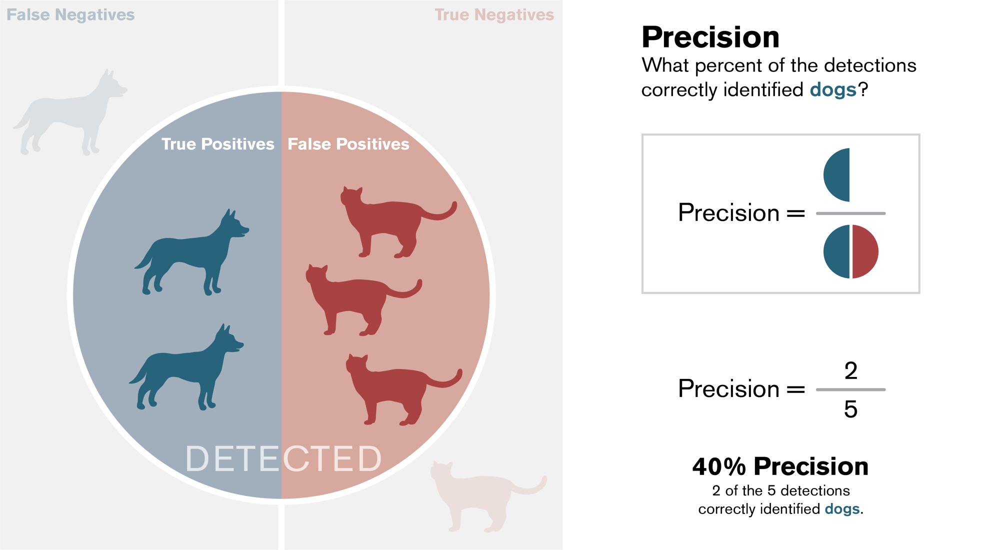 False Negatives
True Negatives
True Positives
False Positives
DETECTED
Precision
What percent of the detections
correctly identified dogs?
Precision =
Precision = 2
5
40% Precision
2 of the 5 detections
correctly identified dogs.